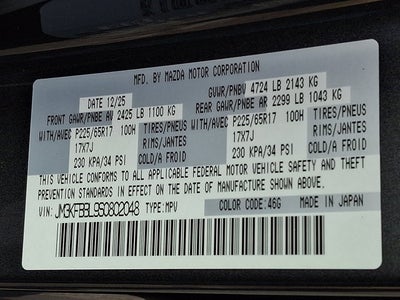 MFD. BY MAZDA MOTOR CORPORATION
DATE 12/25 GVWR/PNBV 4724 LB 2143 KG
FRONT GAWR/PNBE AV 2425 LB 1100 KG REAR GAWR/PNBE AR 2299 LB 1043 KG
WITH/AVEC P225/65R17 100H TIRES/PNEUS WITH/AVEC P225/65R17 100H TIRES/PNEUS
17X7J RIMS/JANTES 17X7J RIMS/JANTES
230 KPA/34 PSI COLD/A FROID 230 KPA/34 PSI COLD/A FROID
THIS VEHICLE CONFORMS TO ALL APPLICABLE FEDERAL MOTOR VEHICLE SAFETY AND THEFT
PREVENTION STANDARDS IN EFFECT ON THE DATE OF MANUFACTURE SHOWN ABOVE.
VIN: JM3KFBBL9S0802048 TYPE: MPV COLOR CODE: 46G MADE IN JAPAN